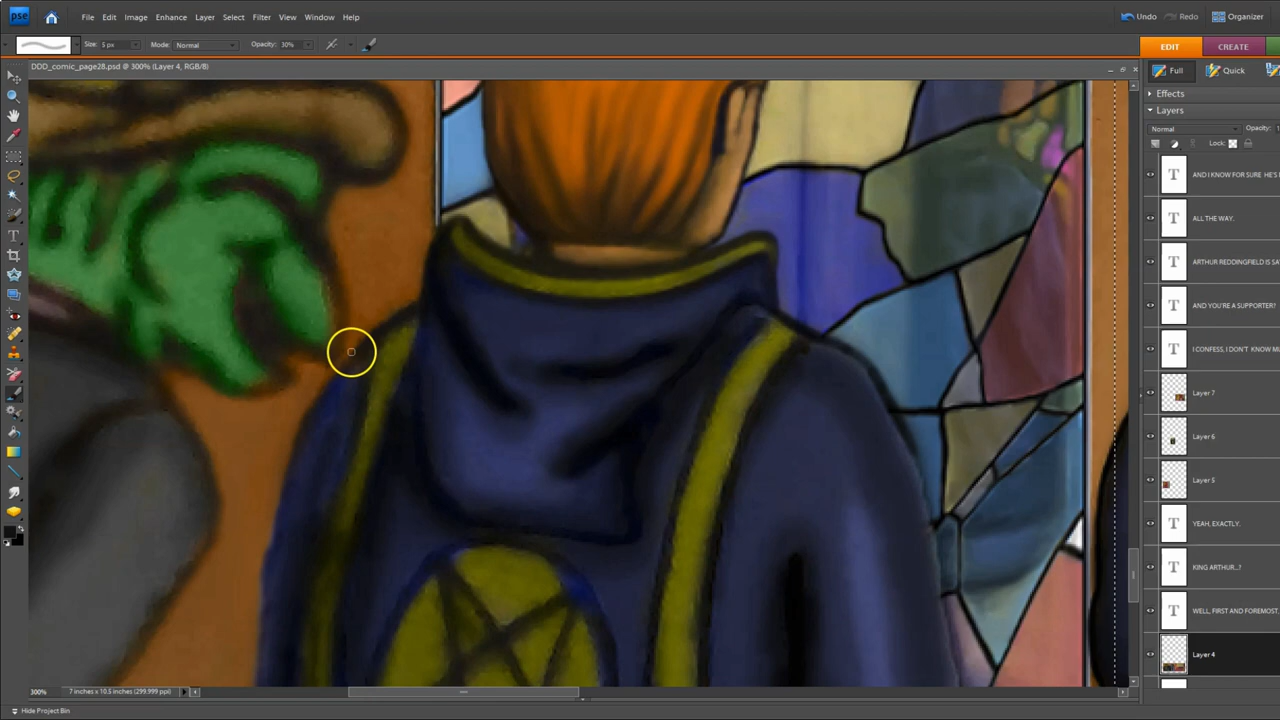 pse File Edit Image Enhance Layer Select Filter View Window Help Undo Redo Organizer
Size: 5 px Mode: Normal Opacity: 30% EDIT CREATE
DDD_comic_page28.psd @ 300% (Layer 4, RGB/8)
Full Quick
Effects
Layers
Normal Opacity:
Lock:
T AND I KNOW FOR SURE HE'S
T ALL THE WAY.
T ARTHUR REDDINGFIELD IS
T AND YOU'RE A SUPPORTER?
T I CONFESS, I DON'T KNOW
Layer 7
Layer 6
Layer 5
T YEAH, EXACTLY.
T KING ARTHUR...?
T WELL, FIRST AND FOREMOST,
Layer 4
300% 7 inches x 10.5 inches (299.999 ppi)
Hide Project Bin